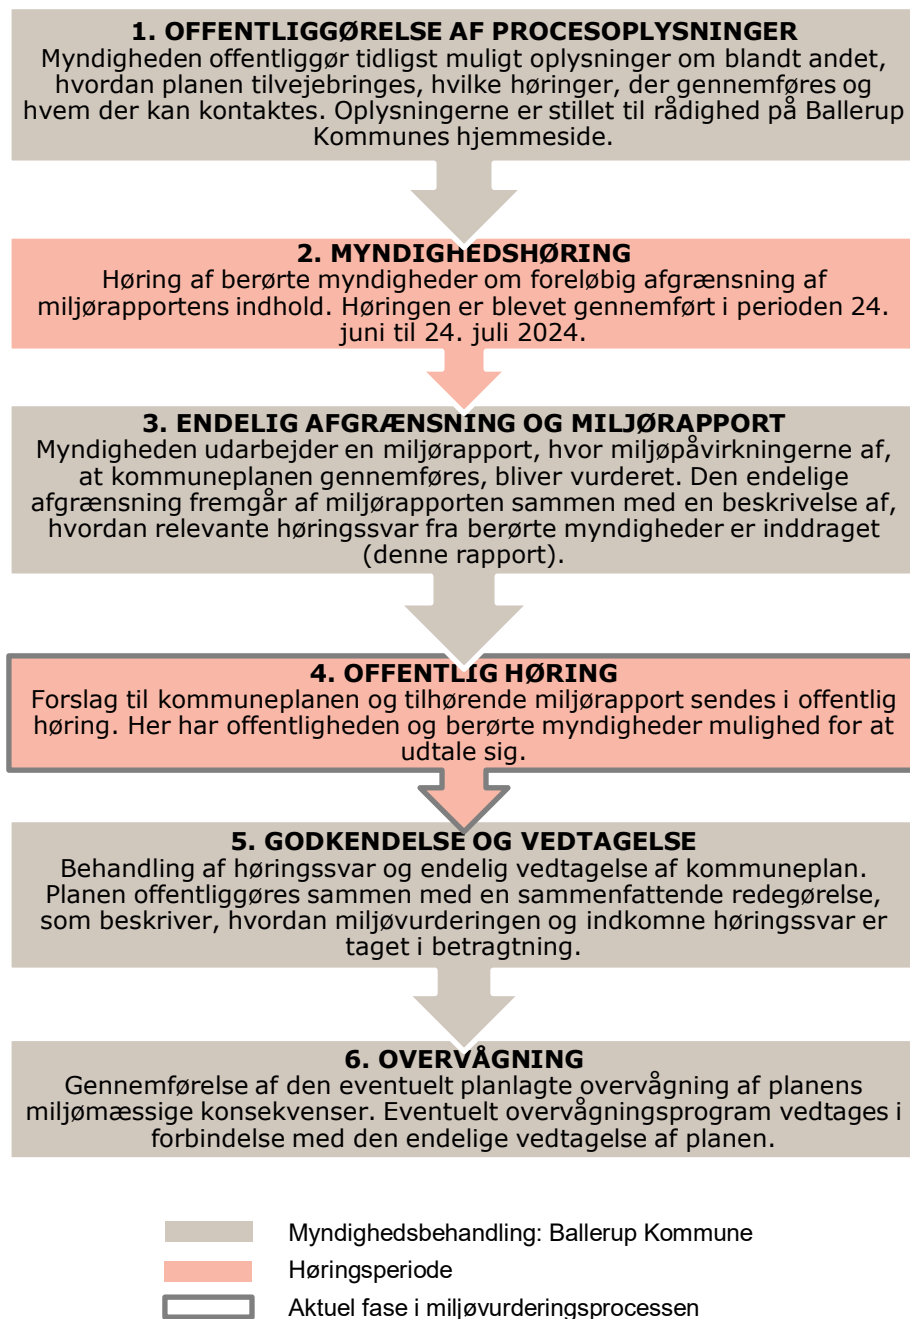 1. OFFENTLIGGØRELSE AF PROCESOPLYSNINGER
Myndigheden offentliggør tidligst muligt oplysninger om blandt andet,
hvordan planen tilvejebringes, hvilke høringer, der gennemføres og
hvem der kan kontaktes. Oplysningerne er stillet til rådighed på Ballerup
Kommunes hjemmeside.
2. MYNDIGHEDSHØRING
Høring af berørte myndigheder om foreløbig afgrænsning af
miljørapportens indhold. Høringen er blevet gennemført i perioden 24.
juni til 24. juli 2024.
3. ENDELIG AFGRÆNSNING OG MILJØRAPPORT
Myndigheden udarbejder en miljørapport, hvor miljøpåvirkningerne af,
at kommuneplanen gennemføres, bliver vurderet. Den endelige
afgrænsning fremgår af miljørapporten sammen med en beskrivelse af,
hvordan relevante høringssvar fra berørte myndigheder er inddraget
(denne rapport).
4. OFFENTLIG HØRING
Forslag til kommuneplanen og tilhørende miljørapport sendes i offentlig
høring. Her har offentligheden og berørte myndigheder mulighed for at
udtale sig.
5. GODKENDELSE OG VEDTAGELSE
Behandling af høringssvar og endelig vedtagelse af kommuneplan.
Planen offentliggøres sammen med en sammenfattende redegørelse,
som beskriver, hvordan miljøvurderingen og indkomne høringssvar er
taget i betragtning.
6. OVERVÅGNING
Gennemførelse af den eventuelt planlagte overvågning af planens
miljømæssige konsekvenser. Eventuelt overvågningsprogram vedtages i
forbindelse med den endelige vedtagelse af planen.
Myndighedsbehandling: Ballerup Kommune
Høringsperiode
Aktuel fase i miljøvurderingsprocessen